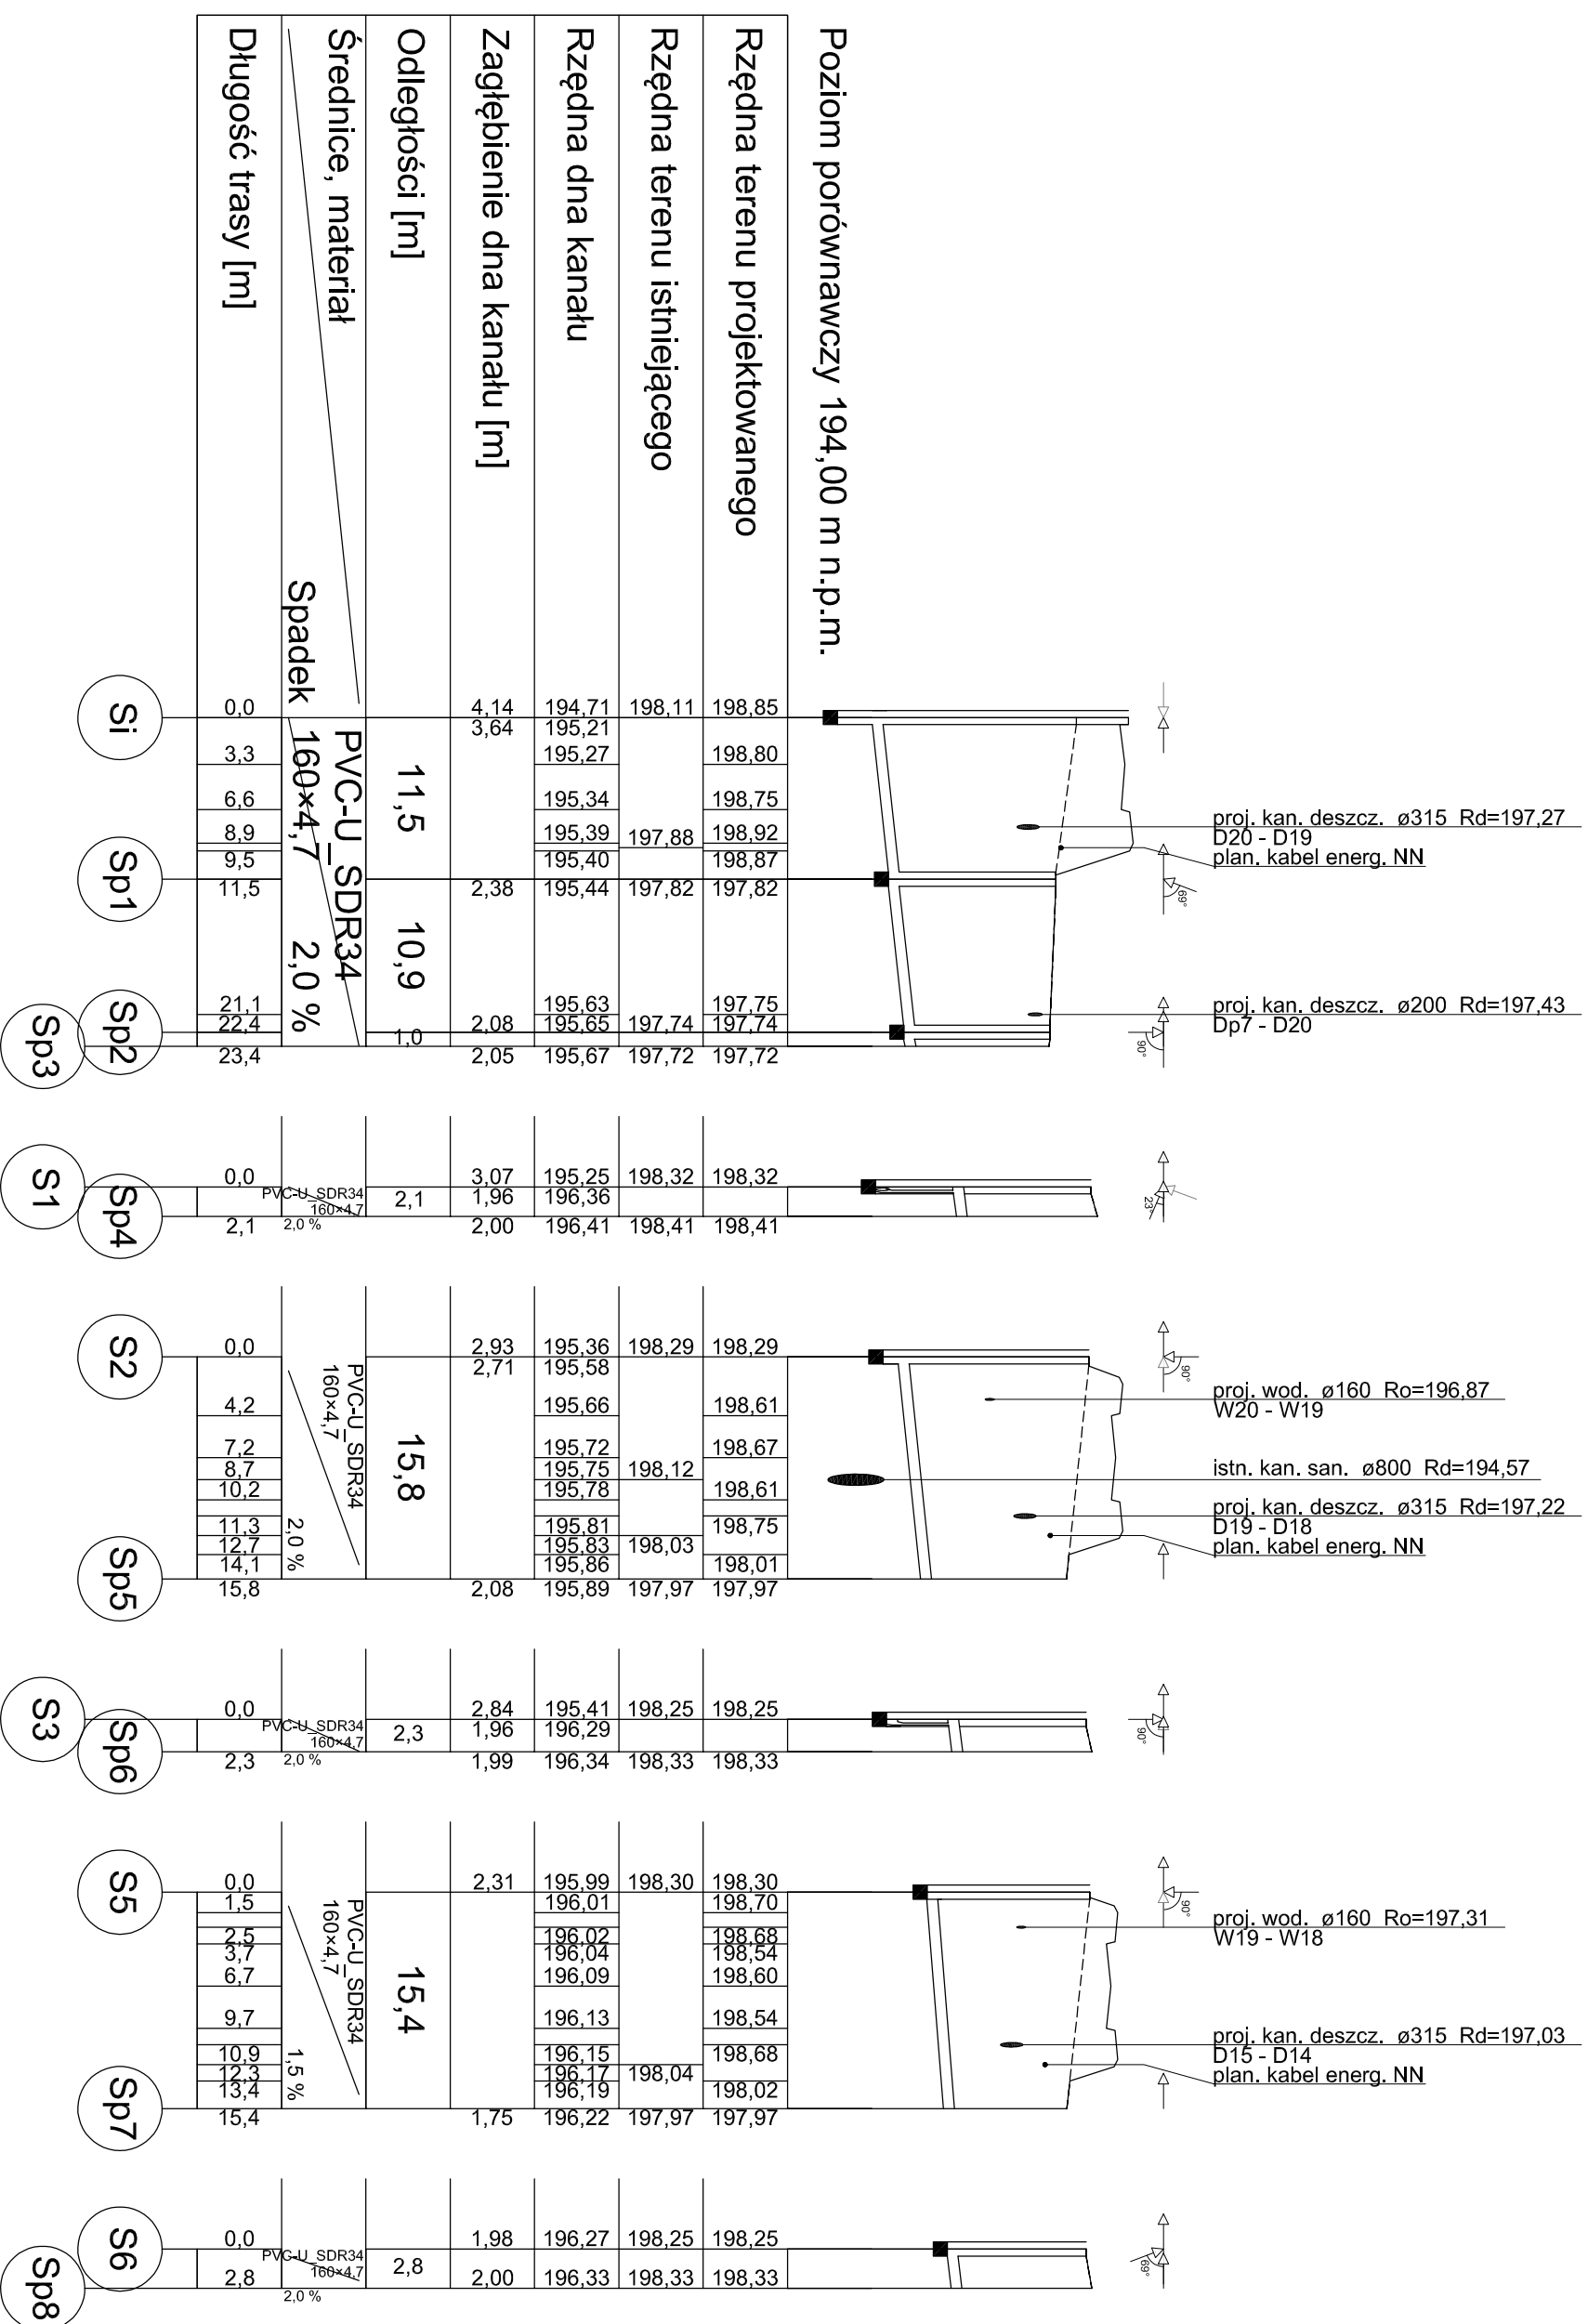 Poziom porównawczy 194,00 m n.p.m.
Rzędna terenu projektowanego
Rzędna terenu istniejącego
Rzędna dna kanału
Zagłębienie dna kanału [m]
Odległości [m]
Średnice, materiał
Spadek
Długość trasy [m]
proj. kan. deszcz. ø315 Rd=197,27
D20 - D19
plan. kabel energ. NN
69°
proj. kan. deszcz. ø200 Rd=197,43
Dp7 - D20
90°
198,85 198,80 198,75 198,92 198,87 197,82 197,75 197,74 197,72
198,11 197,88 197,82 197,74 197,72
194,71 195,21 195,27 195,34 195,39 195,40 195,44 195,63 195,65 195,67
4,14 3,64 2,38 2,08 2,05
11,5 10,9 1,0
PVC-U_SDR34
160×4,7 2,0 %
0,0 3,3 6,6 8,9 9,5 11,5 21,1 22,4 23,4
Si Sp1 Sp2 Sp3
23°
198,32 198,41
198,32 198,41
195,25 196,36 196,41
3,07 1,96 2,00
2,1
PVC-U_SDR34
160×4,7
2,0 %
0,0 2,1
S1 Sp4
90°
proj. wod. ø160 Ro=196,87
W20 - W19
istn. kan. san. ø800 Rd=194,57
proj. kan. deszcz. ø315 Rd=197,22
D19 - D18
plan. kabel energ. NN
198,29 198,61 198,67 198,61 198,75 198,01 197,97
198,29 198,12 198,03 197,97
195,36 195,58 195,66 195,72 195,75 195,78 195,81 195,83 195,86 195,89
2,93 2,71 2,08
15,8
PVC-U_SDR34
160×4,7
2,0 %
0,0 4,2 7,2 8,7 10,2 11,3 12,7 14,1 15,8
S2 Sp5
90°
198,25 198,33
198,25 198,33
195,41 196,29 196,34
2,84 1,96 1,99
2,3
PVC-U_SDR34
160×4,7
2,0 %
0,0 2,3
S3 Sp6
90°
proj. wod. ø160 Ro=197,31
W19 - W18
proj. kan. deszcz. ø315 Rd=197,03
D15 - D14
plan. kabel energ. NN
198,30 198,70 198,68 198,54 198,60 198,54 198,68 198,02 197,97
198,30 198,04 197,97
195,99 196,01 196,02 196,04 196,09 196,13 196,15 196,17 196,19 196,22
2,31 1,75
15,4
PVC-U_SDR34
160×4,7
1,5 %
0,0 1,5 2,5 3,7 6,7 9,7 10,9 12,3 13,4 15,4
S5 Sp7
69°
198,25 198,33
198,25 198,33
196,27 196,33
1,98 2,00
2,8
PVC-U_SDR34
160×4,7
2,0 %
0,0 2,8
S6 Sp8